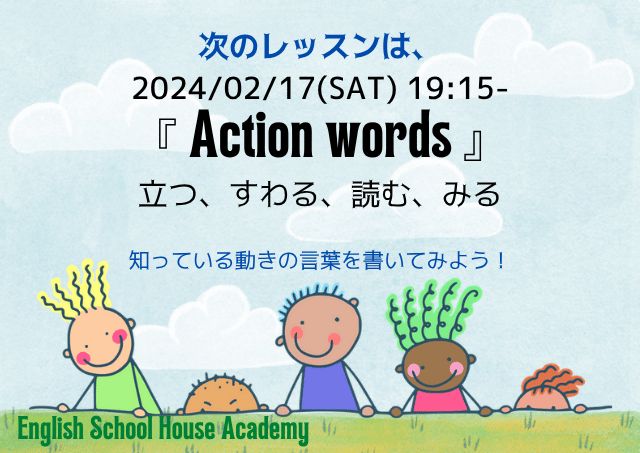 次のレッスンは、
2024/02/17(SAT) 19:15-
『 Action words 』
立つ、すわる、読む、みる
知っている動きの言葉を書いてみよう！
English School House Academy